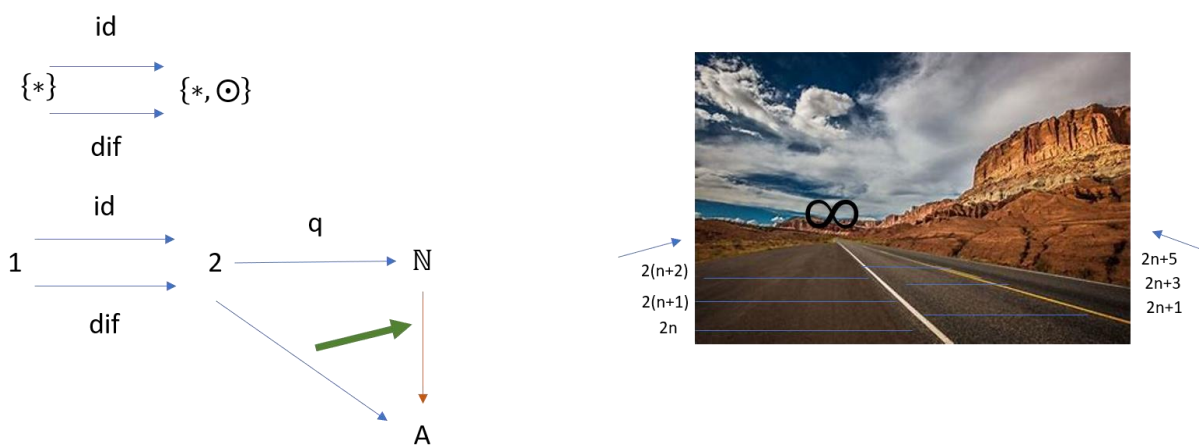 id
{∗} {∗, ⨀}
dif
id
1 2 q ℕ
dif
A
∞
2(n+2)
2(n+1)
2n
2n+5
2n+3
2n+1